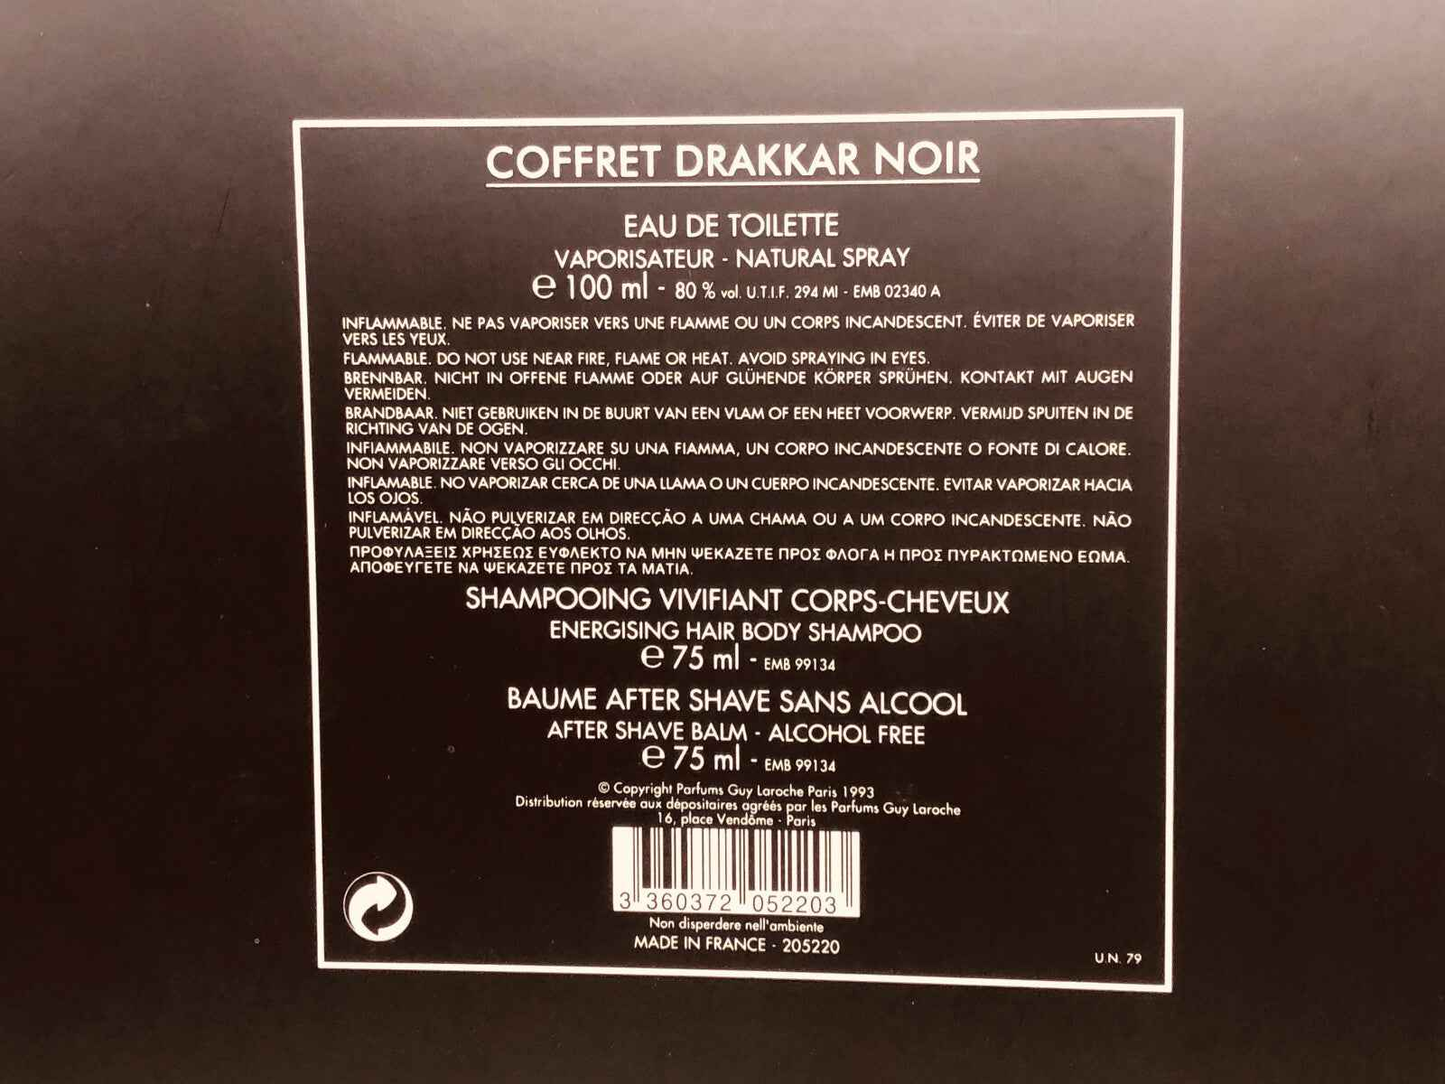 COFFRET DRAKKAR NOIR
EAU DE TOILETTE
VAPORISATEUR - NATURAL SPRAY
℮ 100 ml - 80 % vol. U.T.I.F. 294 MI - EMB 02340 A
INFLAMMABLE. NE PAS VAPORISER VERS UNE FLAMME OU UN CORPS INCANDESCENT. ÉVITER DE VAPORISER
VERS LES YEUX.
FLAMMABLE. DO NOT USE NEAR FIRE, FLAME OR HEAT. AVOID SPRAYING IN EYES.
BRENNBAR. NICHT IN OFFENE FLAMME ODER AUF GLÜHENDE KÖRPER SPRÜHEN. KONTAKT MIT AUGEN
VERMEIDEN.
BRANDBAAR. NIET GEBRUIKEN IN DE BUURT VAN EEN VLAM OF EEN HEET VOORWERP. VERMIJD SPUITEN IN DE
RICHTING VAN DE OGEN.
INFIAMMABILE. NON VAPORIZZARE SU UNA FIAMMA, UN CORPO INCANDESCENTE O FONTE DI CALORE.
NON VAPORIZZARE VERSO GLI OCCHI.
INFLAMABLE. NO VAPORIZAR CERCA DE UNA LLAMA O UN CUERPO INCANDESCENTE. EVITAR VAPORIZAR HACIA
LOS OJOS.
INFLAMÁVEL. NÃO PULVERIZAR EM DIRECÇÃO A UMA CHAMA OU A UM CORPO INCANDESCENTE. NÃO
PULVERIZAR EM DIRECÇÃO AOS OLHOS.
ΠΡΟΦΥΛΑΞΕΙΣ ΧΡΗΣΕΩΣ ΕΥΦΛΕΚΤΟ ΝΑ ΜΗΝ ΨΕΚΑΖΕΤΕ ΠΡΟΣ ΦΛΟΓΑ Η ΠΡΟΣ ΠΥΡΑΚΤΩΜΕΝΟ ΕΩΜΑ.
ΑΠΟΦΕΥΓΕΤΕ ΝΑ ΨΕΚΑΖΕΤΕ ΠΡΟΣ ΤΑ ΜΑΤΙΑ.
SHAMPOOING VIVIFIANT CORPS-CHEVEUX
ENERGISING HAIR BODY SHAMPOO
℮ 75 ml - EMB 99134
BAUME AFTER SHAVE SANS ALCOOL
AFTER SHAVE BALM - ALCOHOL FREE
℮ 75 ml - EMB 99134
© Copyright Parfums Guy Laroche Paris 1993
Distribution réservée aux dépositaires agréés par les Parfums Guy Laroche
16, place Vendôme - Paris
3 360372 052203
Non disperdere nell'ambiente
MADE IN FRANCE - 205220
U.N. 79